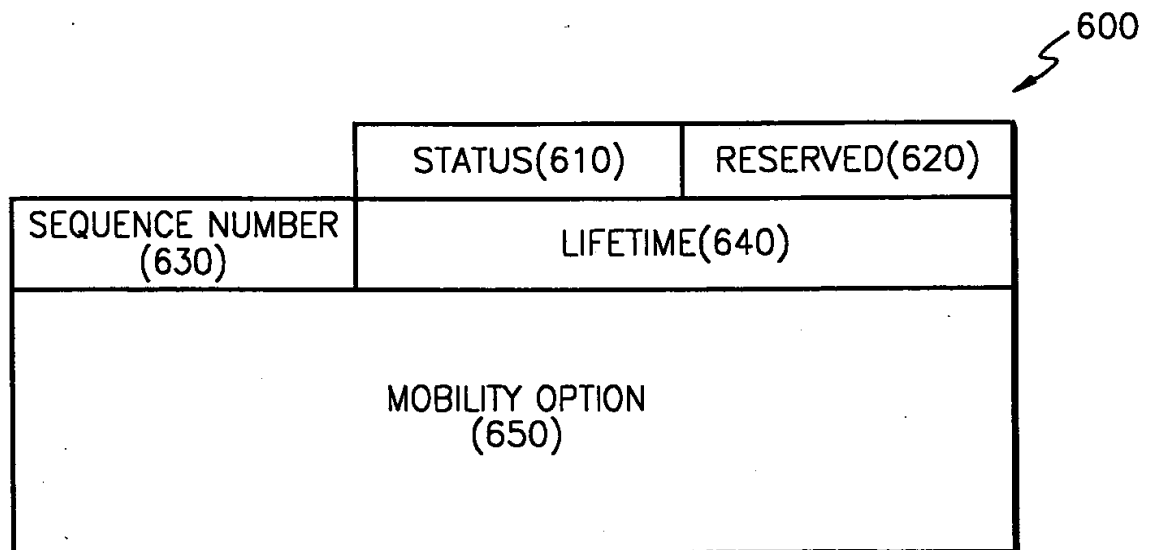 600
STATUS(610)
RESERVED(620)
SEQUENCE NUMBER
(630)
LIFETIME(640)
MOBILITY OPTION
(650)